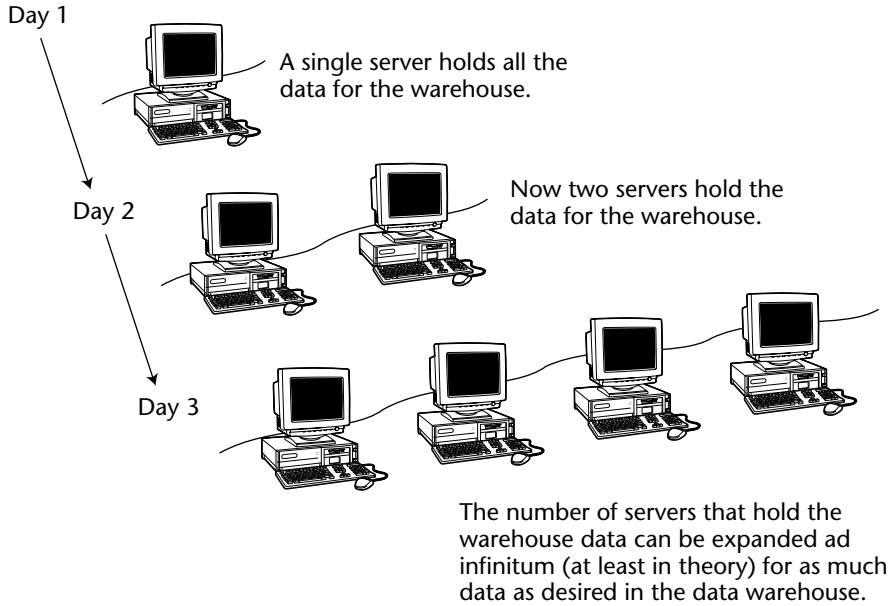 Day 1
A single server holds all the
data for the warehouse.
Day 2
Now two servers hold the
data for the warehouse.
Day 3
The number of servers that hold the
warehouse data can be expanded ad
infinitum (at least in theory) for as much
data as desired in the data warehouse.